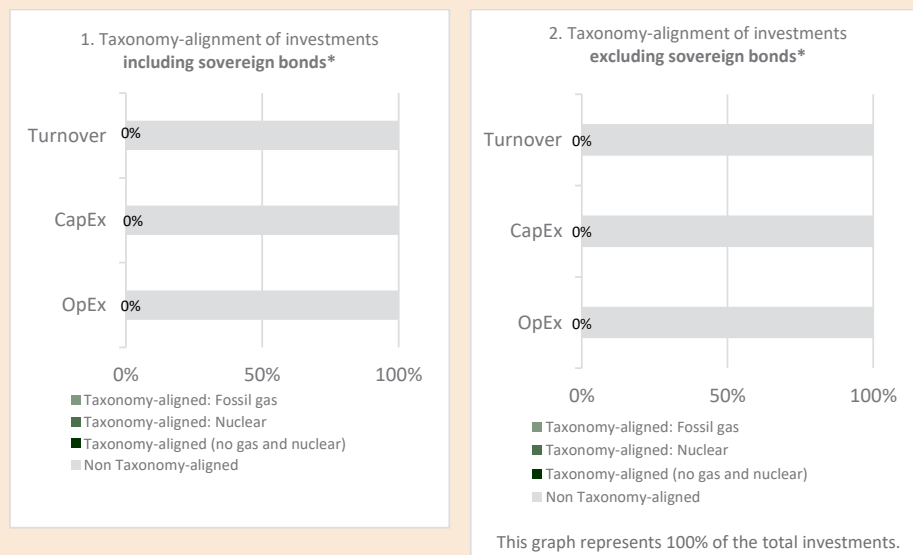 1. Taxonomy-alignment of investments
including sovereign bonds*
Turnover 0%
CapEx 0%
OpEx 0%
0% 50% 100%
Taxonomy-aligned: Fossil gas
Taxonomy-aligned: Nuclear
Taxonomy-aligned (no gas and nuclear)
Non Taxonomy-aligned
2. Taxonomy-alignment of investments
excluding sovereign bonds*
Turnover 0%
CapEx 0%
OpEx 0%
0% 50% 100%
Taxonomy-aligned: Fossil gas
Taxonomy-aligned: Nuclear
Taxonomy-aligned (no gas and nuclear)
Non Taxonomy-aligned
This graph represents 100% of the total investments.